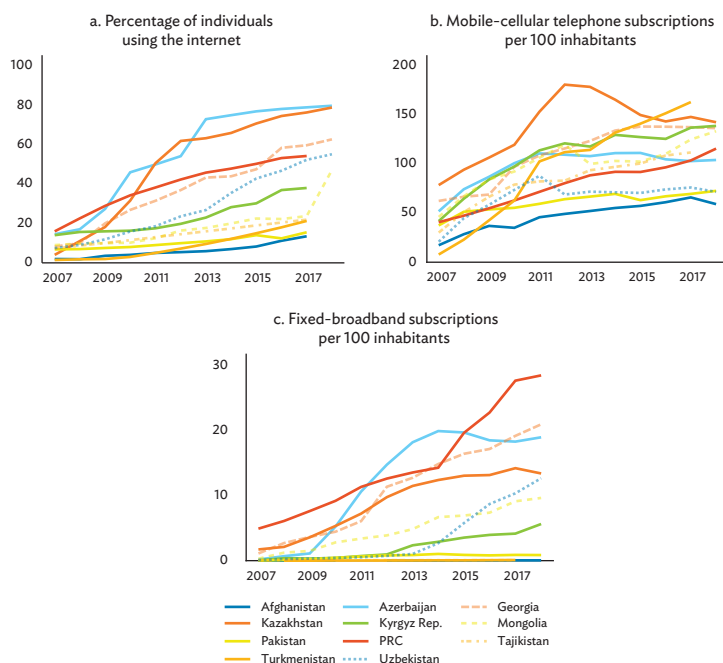 a. Percentage of individuals
using the internet
100
80
60
40
20
0
2007 2009 2011 2013 2015 2017
b. Mobile-cellular telephone subscriptions
per 100 inhabitants
200
150
100
50
0
2007 2009 2011 2013 2015 2017
c. Fixed-broadband subscriptions
per 100 inhabitants
30
20
10
0
2007 2009 2011 2013 2015 2017
Afghanistan Azerbaijan Georgia
Kazakhstan Kyrgyz Rep. Mongolia
Pakistan PRC Tajikistan
Turkmenistan Uzbekistan